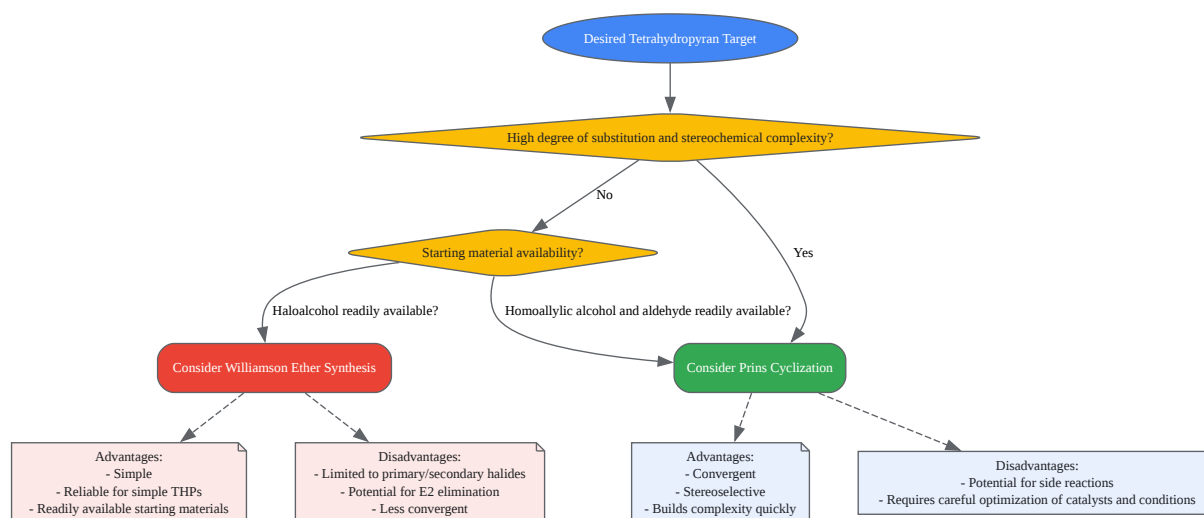 Desired Tetrahydropyran Target
High degree of substitution and stereochemical complexity?
No
Yes
Starting material availability?
Haloalcohol readily available?
Homoallylic alcohol and aldehyde readily available?
Consider Williamson Ether Synthesis
Consider Prins Cyclization
Advantages:
- Simple
- Reliable for simple THPs
- Readily available starting materials
Disadvantages:
- Limited to primary/secondary halides
- Potential for E2 elimination
- Less convergent
Advantages:
- Convergent
- Stereoselective
- Builds complexity quickly
Disadvantages:
- Potential for side reactions
- Requires careful optimization of catalysts and conditions